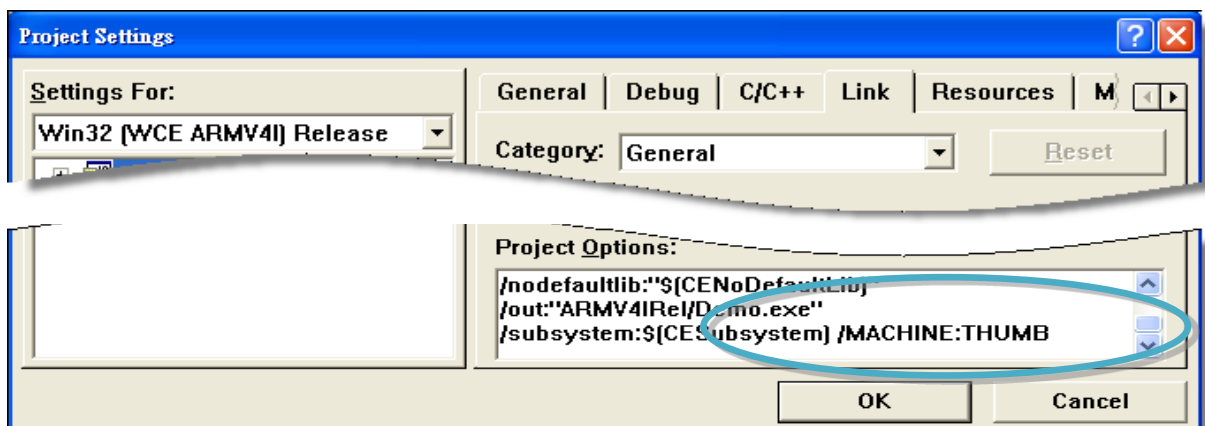 Project Settings
Settings For:
Win32 (WCE ARMV4I) Release
General Debug C/C++ Link Resources M
Category: General Reset
Project Options:
/nodefaultlib:"$(CENoDefaultLib)"
/out:"ARMV4IRel/Demo.exe"
/subsystem:$(CESubsystem) /MACHINE:THUMB
OK Cancel